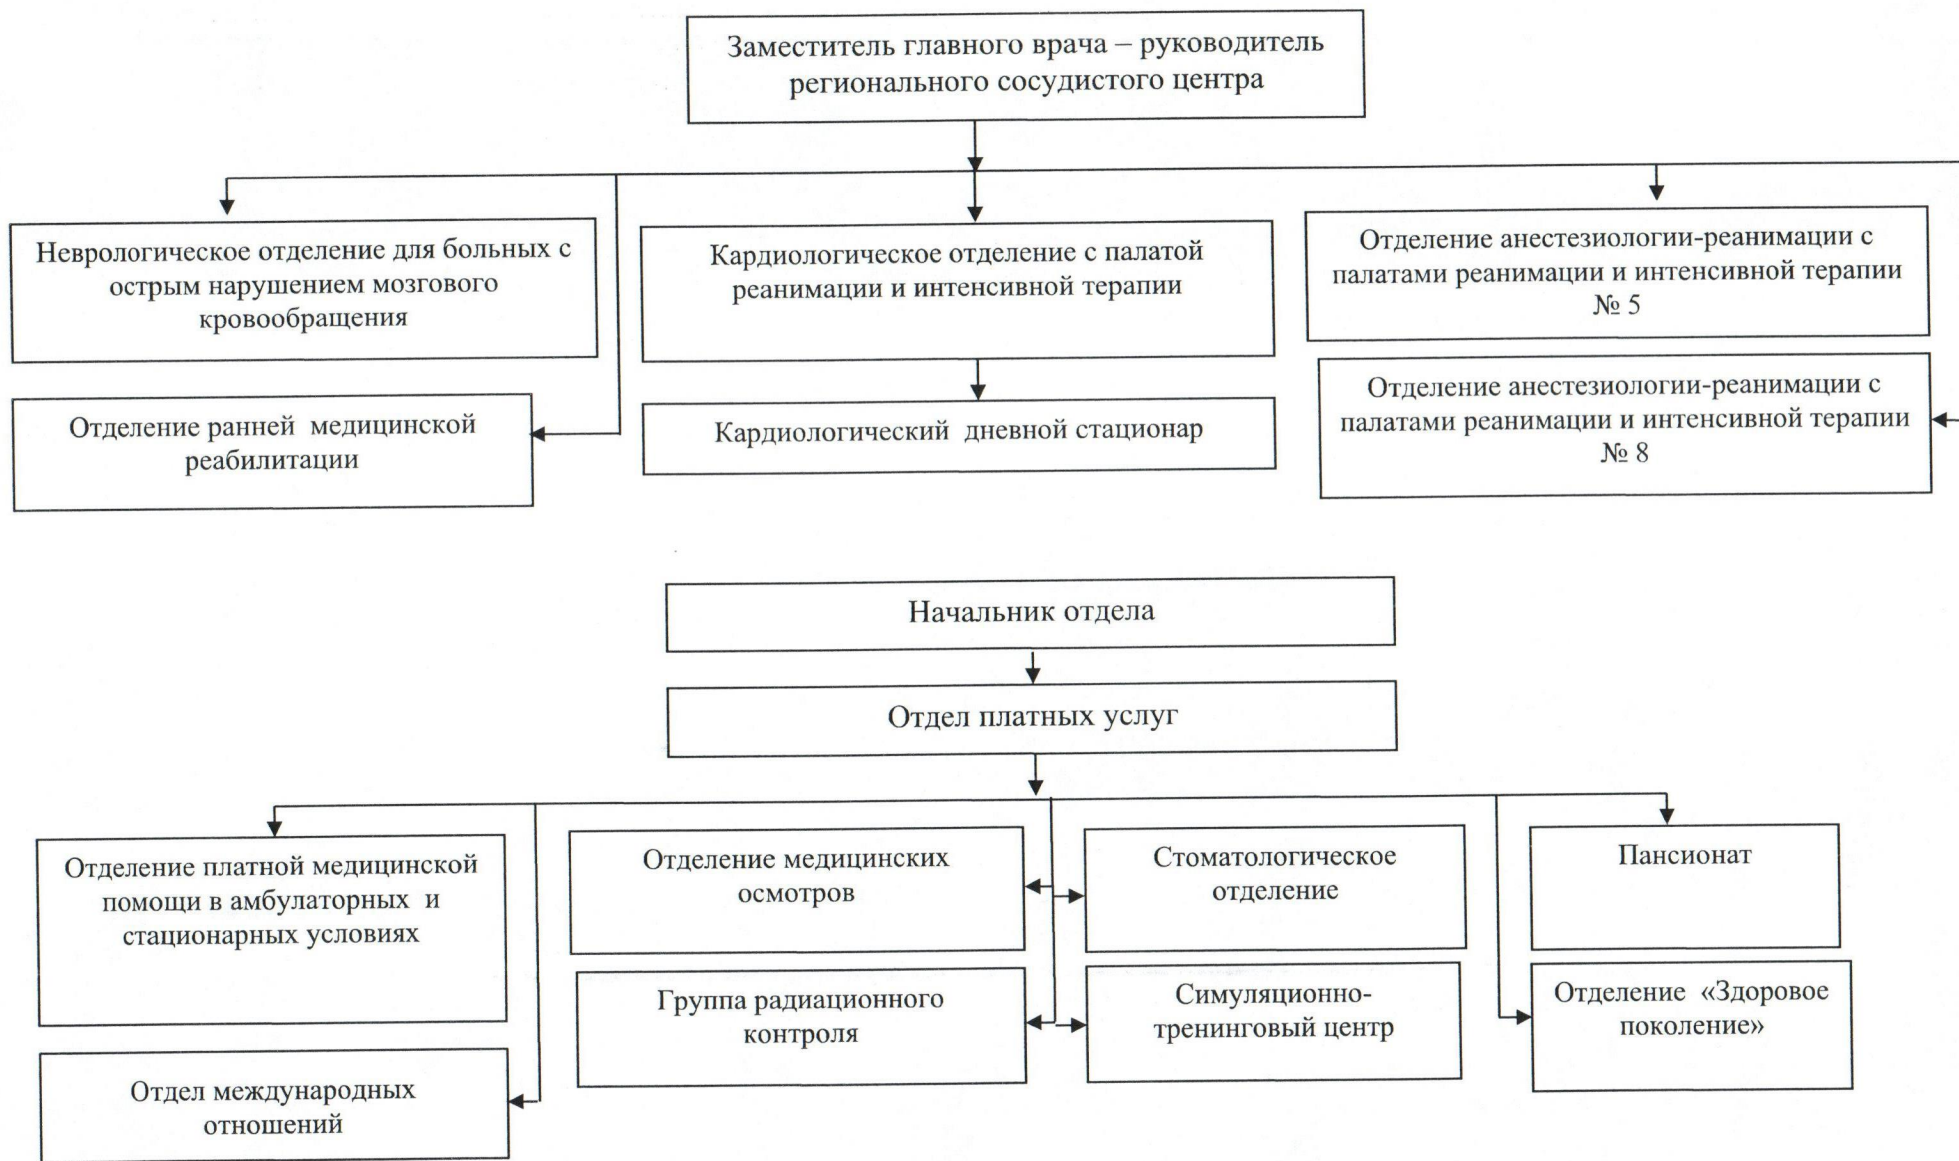 Заместитель главного врача – руководитель
регионального сосудистого центра
Неврологическое отделение для больных с
острым нарушением мозгового
кровообращения
Кардиологическое отделение с палатой
реанимации и интенсивной терапии
Отделение анестезиологии-реанимации с
палатами реанимации и интенсивной терапии
№ 5
Отделение ранней медицинской
реабилитации
Кардиологический дневной стационар
Отделение анестезиологии-реанимации с
палатами реанимации и интенсивной терапии
№ 8
Начальник отдела
Отдел платных услуг
Отделение платной медицинской
помощи в амбулаторных и
стационарных условиях
Отделение медицинских
осмотров
Стоматологическое
отделение
Пансионат
Группа радиационного
контроля
Симуляционно-
тренинговый центр
Отделение «Здоровое
поколение»
Отдел международных
отношений